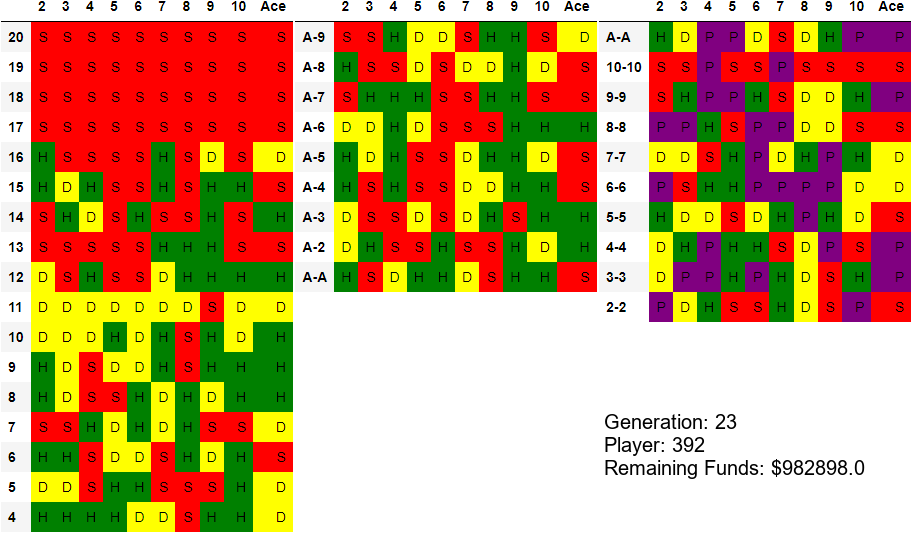 2 3 4 5 6 7 8 9 10 Ace
20 S S S S S S S S S S
19 S S S S S S S S S S
18 S S S S S S S S S S
17 S S S S S S S S S S
16 H S S S S H S D S D
15 H D H S S H S H H S
14 S H D S H S S H S H
13 S S S S S H H H S S
12 D S H S S D H H H H
11 D D D D D D D S D D
10 D D D H D H S H D H
9 H D S D D H S H H H
8 H D S S H D H D H H
7 S S H D H D H S S D
6 H H S D D S H D H S
5 D D S H H S S S H D
4 H H H H D D S H H D
2 3 4 5 6 7 8 9 10 Ace
A-9 S S H D D S H H S D
A-8 H S S D S D D H D S
A-7 S H H H S S H H S S
A-6 D D H D S S S H H H
A-5 H D H S S D H H D S
A-4 H S H S S D D H H S
A-3 D S S D S D H S H H
A-2 D H S S H S S H D H
A-A H S D H H D S H H S
2 3 4 5 6 7 8 9 10 Ace
A-A H D P P D S D H P P
10-10 S S P S S P S S S S
9-9 S H P P H S D D H P
8-8 P P H S P P D D S S
7-7 D D S H P D H P H D
6-6 P S H H P P P P D D
5-5 H D D S D H P H D S
4-4 D H P H H S D P S P
3-3 D P P H P H D S H P
2-2 P D H S S H D S P S
Generation: 23
Player: 392
Remaining Funds: $982898.0